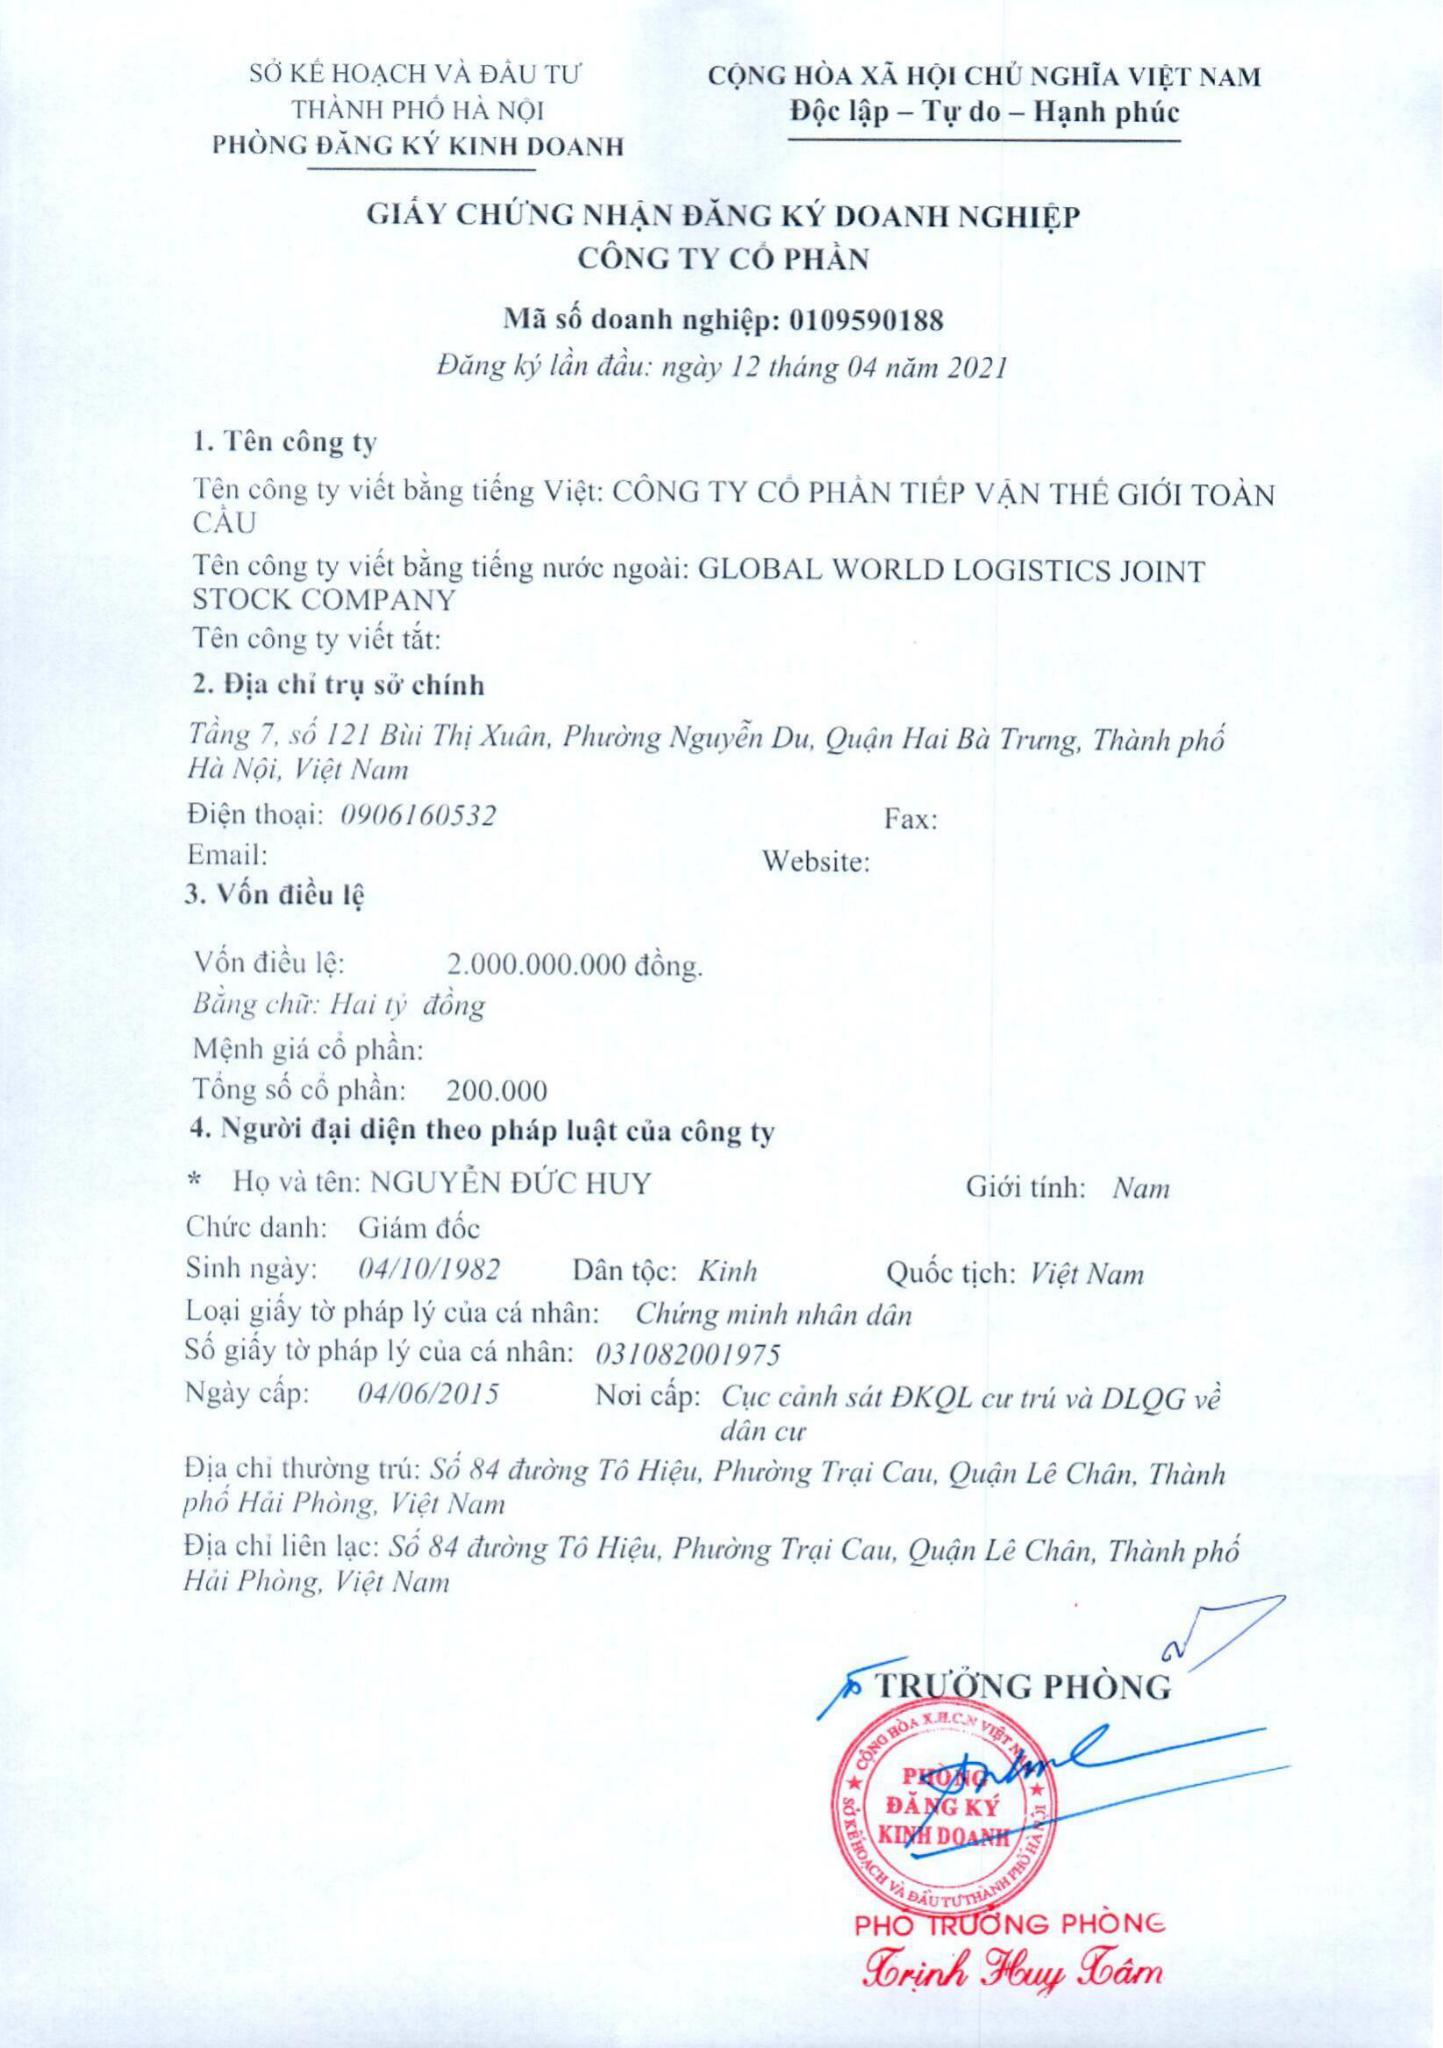 SỞ KẾ HOẠCH VÀ ĐẦU TƯ
THÀNH PHỐ HÀ NỘI
PHÒNG ĐĂNG KÝ KINH DOANH
CỘNG HÒA XÃ HỘI CHỦ NGHĨA VIỆT NAM
Độc lập – Tự do – Hạnh phúc
GIẤY CHỨNG NHẬN ĐĂNG KÝ DOANH NGHIỆP
CÔNG TY CỔ PHẦN
Mã số doanh nghiệp: 0109590188
Đăng ký lần đầu: ngày 12 tháng 04 năm 2021
1. Tên công ty
Tên công ty viết bằng tiếng Việt: CÔNG TY CỔ PHẦN TIẾP VẬN THẾ GIỚI TOÀN
CẦU
Tên công ty viết bằng tiếng nước ngoài: GLOBAL WORLD LOGISTICS JOINT
STOCK COMPANY
Tên công ty viết tắt:
2. Địa chỉ trụ sở chính
Tầng 7, số 121 Bùi Thị Xuân, Phường Nguyễn Du, Quận Hai Bà Trưng, Thành phố
Hà Nội, Việt Nam
Điện thoại: 0906160532 Fax:
Email: Website:
3. Vốn điều lệ
Vốn điều lệ: 2.000.000.000 đồng.
Bằng chữ: Hai tỷ đồng
Mệnh giá cổ phần:
Tổng số cổ phần: 200.000
4. Người đại diện theo pháp luật của công ty
* Họ và tên: NGUYỄN ĐỨC HUY Giới tính: Nam
Chức danh: Giám đốc
Sinh ngày: 04/10/1982 Dân tộc: Kinh Quốc tịch: Việt Nam
Loại giấy tờ pháp lý của cá nhân: Chứng minh nhân dân
Số giấy tờ pháp lý của cá nhân: 031082001975
Ngày cấp: 04/06/2015 Nơi cấp: Cục cảnh sát ĐKQL cư trú và DLQG về
dân cư
Địa chỉ thường trú: Số 84 đường Tô Hiệu, Phường Trại Cau, Quận Lê Chân, Thành
phố Hải Phòng, Việt Nam
Địa chỉ liên lạc: Số 84 đường Tô Hiệu, Phường Trại Cau, Quận Lê Chân, Thành phố
Hải Phòng, Việt Nam
TRƯỞNG PHÒNG
CỘNG HÒA X.H.C.N VIỆT NAM
PHÒNG
ĐĂNG KÝ
KINH DOANH
SỞ KẾ HOẠCH VÀ ĐẦU TƯ THÀNH PHỐ HÀ NỘI
PHÓ TRƯỞNG PHÒNG
Trịnh Huy Tâm